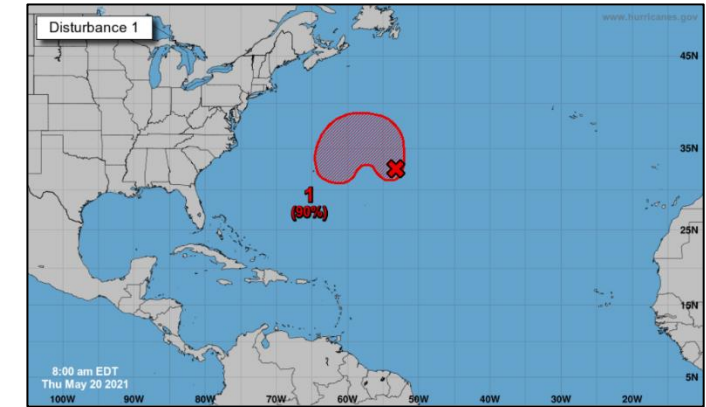 Disturbance 1
www.hurricanes.gov
45N
35N
1
(90%)
25N
15N
8:00 am EDT
Thu May 20 2021
5N
100W 90W 80W 70W 60W 50W 40W 30W 20W